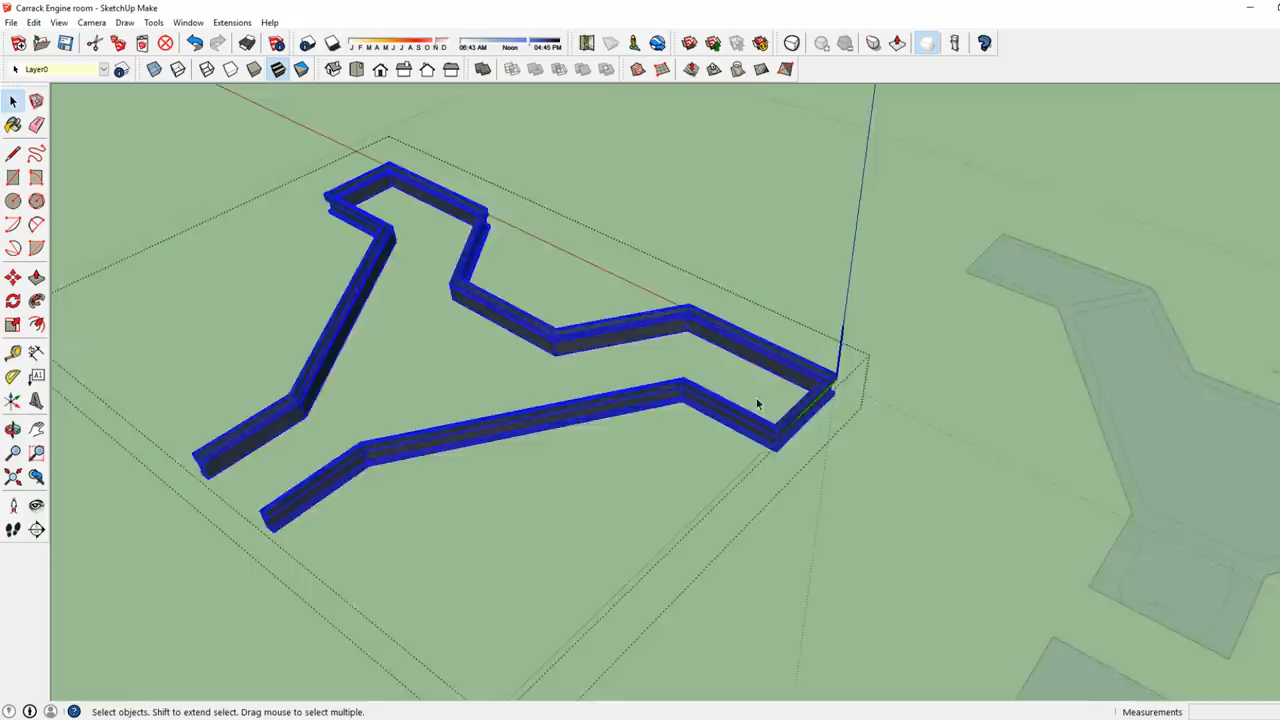 Carrack Engine room - SketchUp Make
File Edit View Camera Draw Tools Window Extensions Help
J F M A M J J A S O N D 06:43 AM Noon 04:45 PM
Layer0
A1
Select objects. Shift to extend select. Drag mouse to select multiple. Measurements